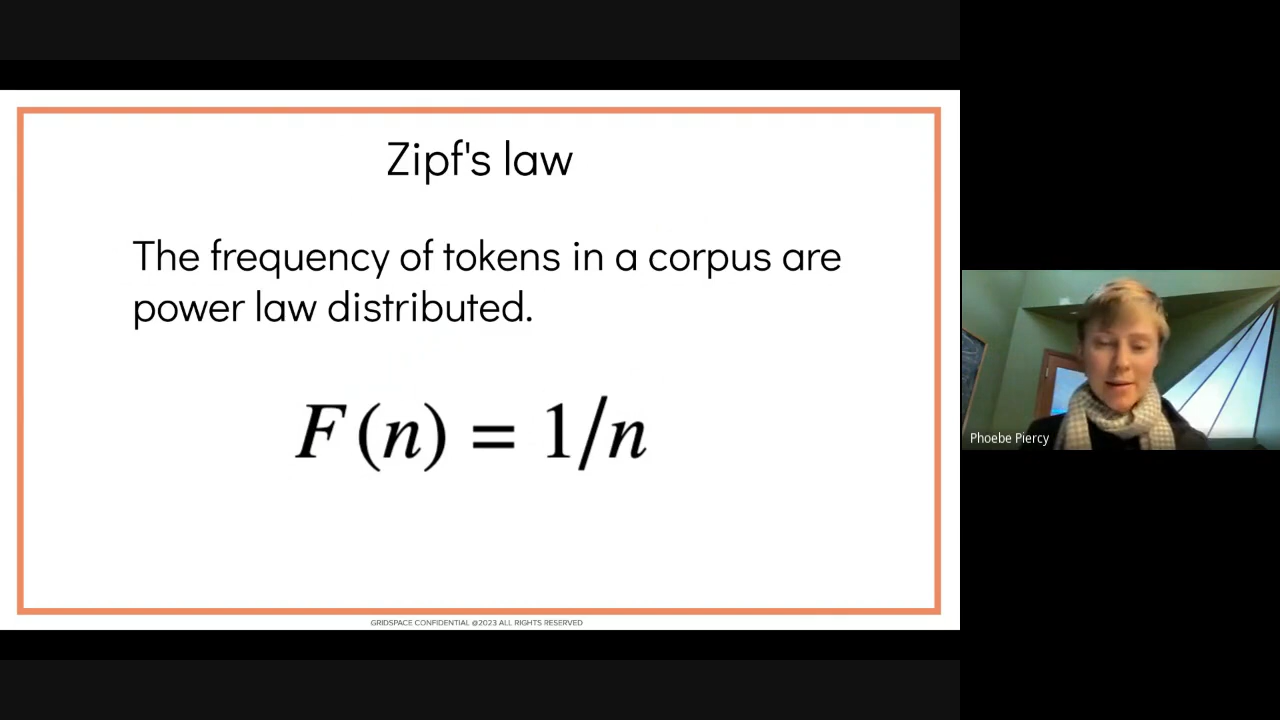 Zipf's law
The frequency of tokens in a corpus are
power law distributed.
F(n) = 1/n
GRIDSPACE CONFIDENTIAL @2023 ALL RIGHTS RESERVED
Phoebe Piercy